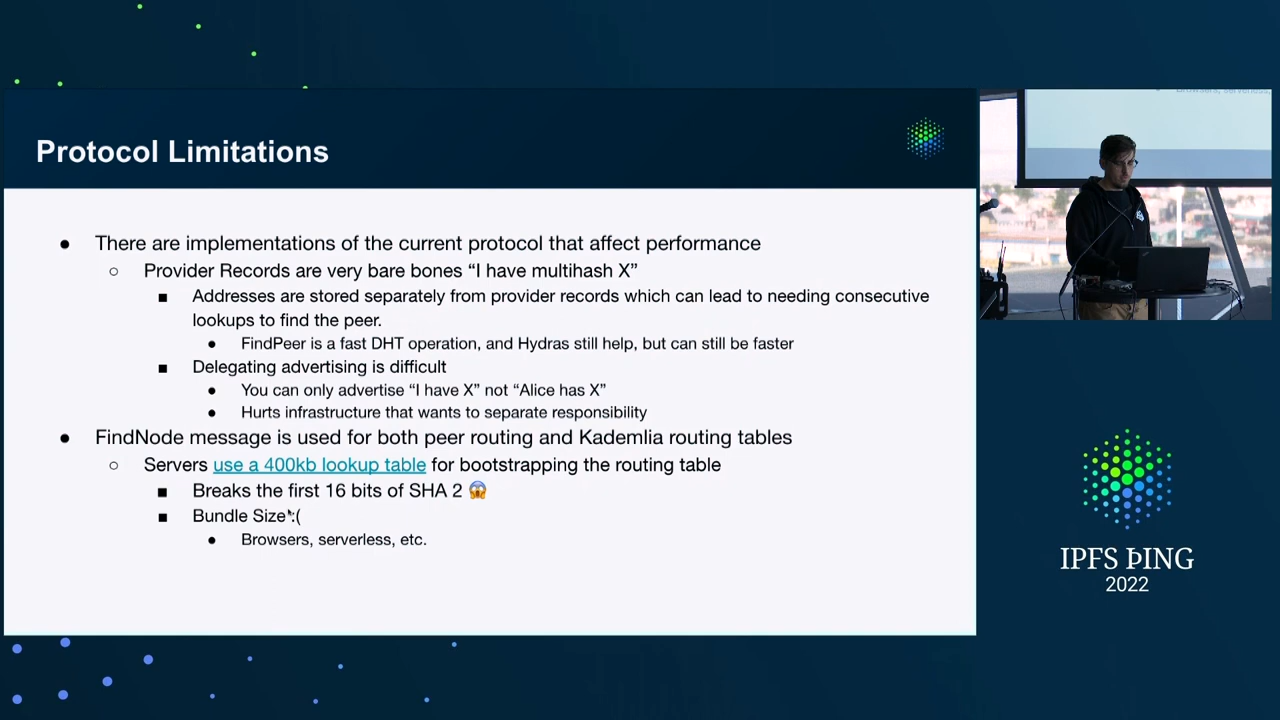 Protocol Limitations
● There are implementations of the current protocol that affect performance
○ Provider Records are very bare bones “I have multihash X”
■ Addresses are stored separately from provider records which can lead to needing consecutive
lookups to find the peer.
● FindPeer is a fast DHT operation, and Hydras still help, but can still be faster
■ Delegating advertising is difficult
● You can only advertise “I have X” not “Alice has X”
● Hurts infrastructure that wants to separate responsibility
● FindNode message is used for both peer routing and Kademlia routing tables
○ Servers use a 400kb lookup table for bootstrapping the routing table
■ Breaks the first 16 bits of SHA 2 😱
■ Bundle Size :(
● Browsers, serverless, etc.
IPFS ÞING
2022